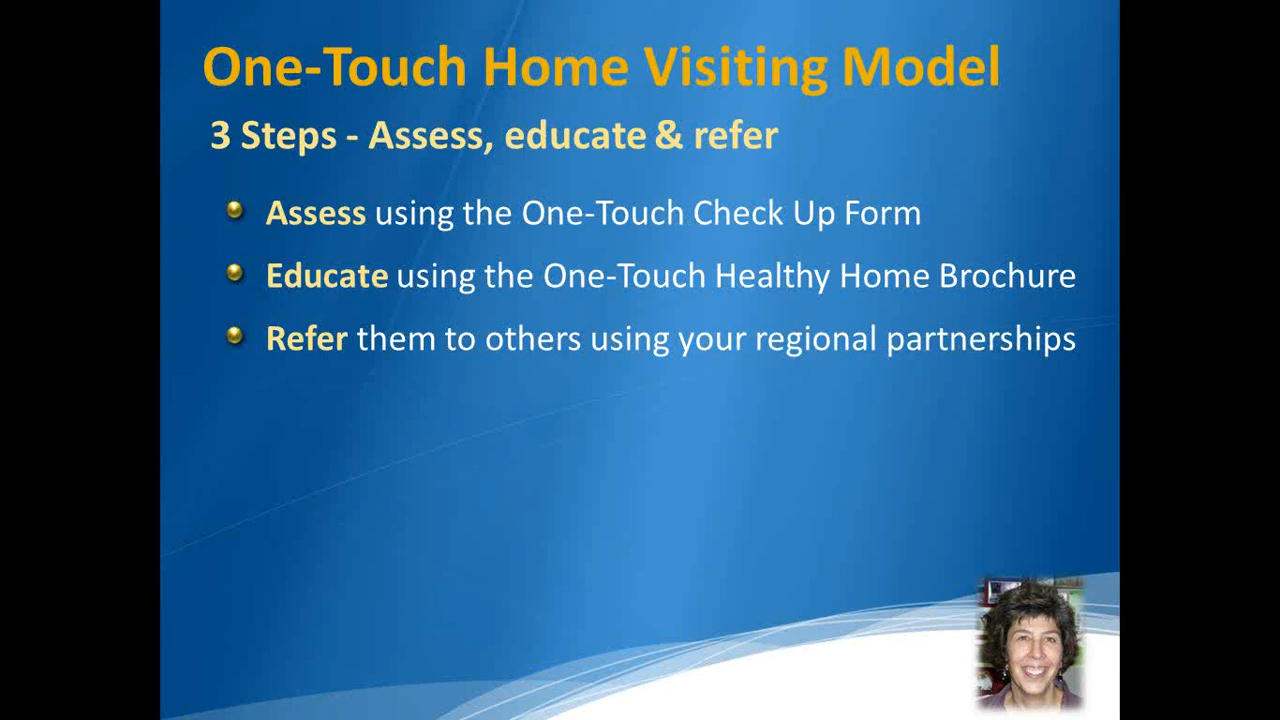 One-Touch Home Visiting Model
3 Steps - Assess, educate & refer
Assess using the One-Touch Check Up Form
Educate using the One-Touch Healthy Home Brochure
Refer them to others using your regional partnerships